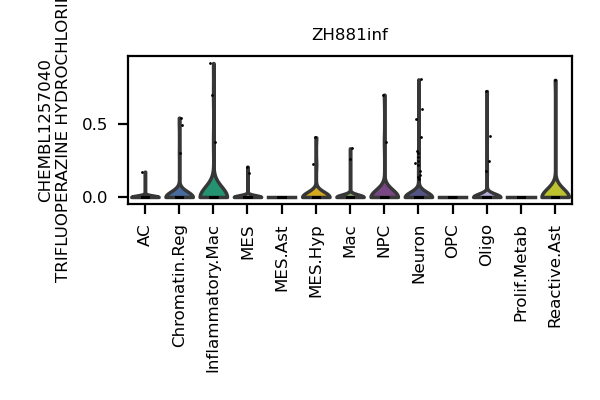 ZH881inf
CHEMBL1257040
TRIFLUOPERAZINE HYDROCHLORI
0.5
0.0
AC
Chromatin.Reg
Inflammatory.Mac
MES
MES.Ast
MES.Hyp
Mac
NPC
Neuron
OPC
Oligo
Prolif.Metab
Reactive.Ast